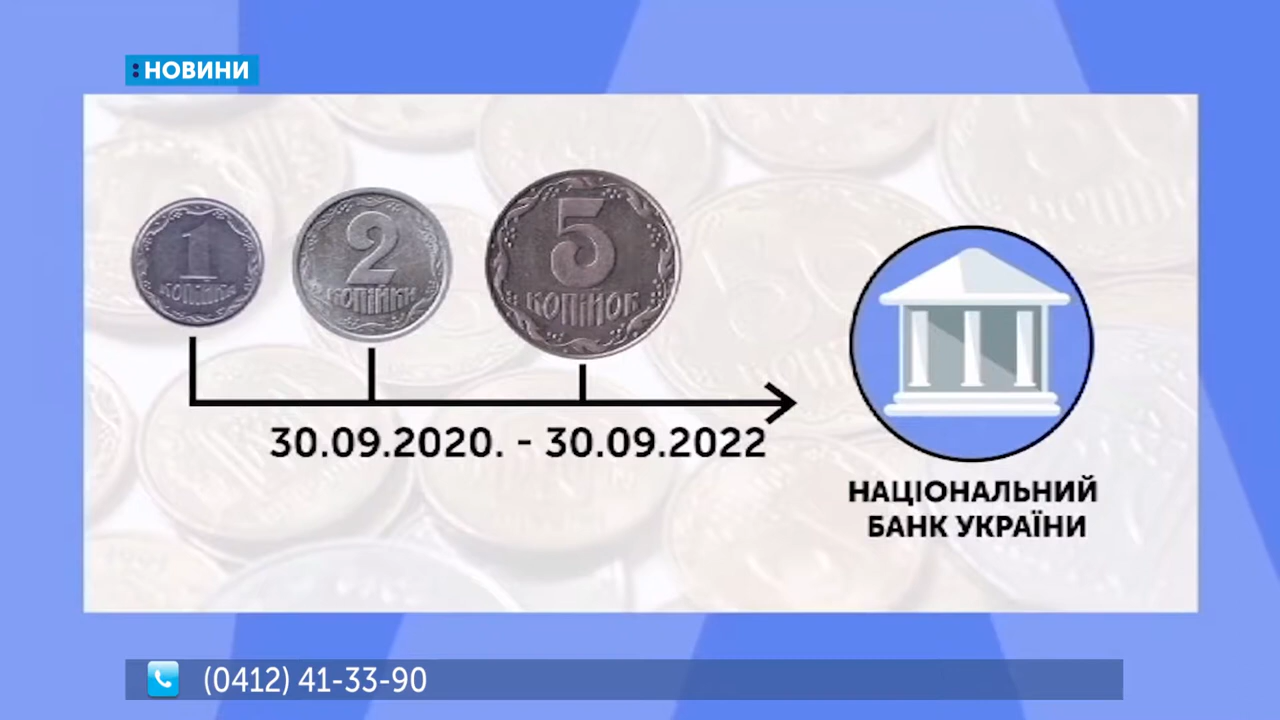 :НОВИНИ
1
КОПІЙКА
2
КОПІЙКИ
5
КОПІЙОК
30.09.2020. - 30.09.2022
НАЦІОНАЛЬНИЙ
БАНК УКРАЇНИ
(0412) 41-33-90